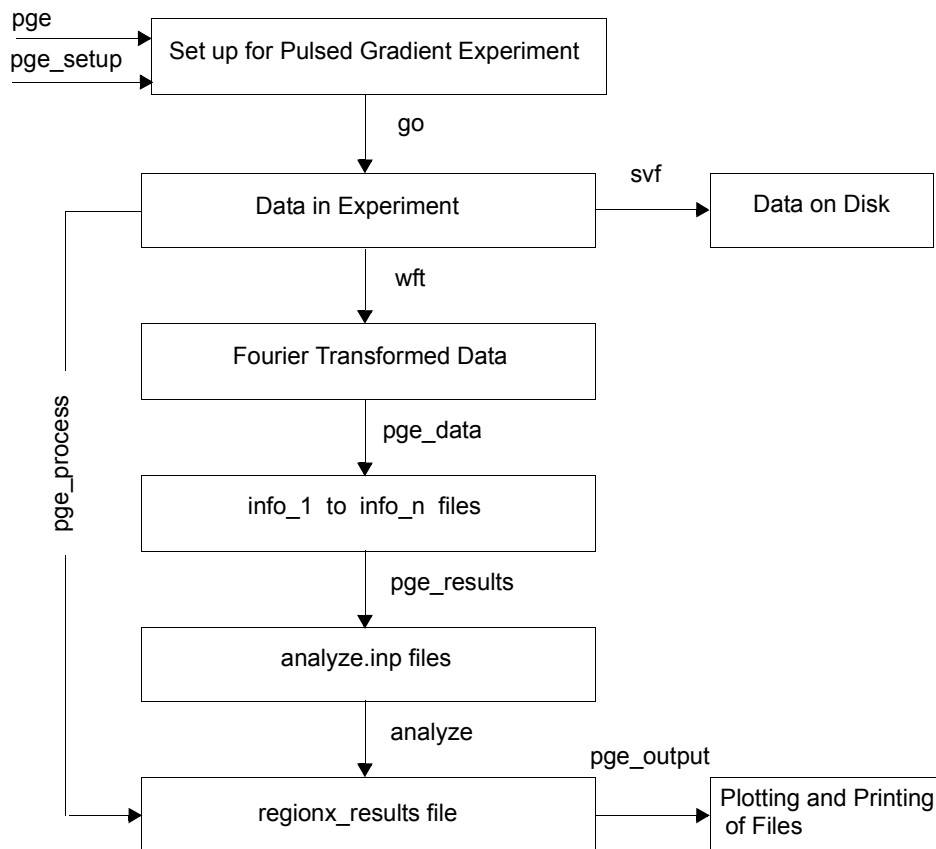 pge
pge_setup
Set up for Pulsed Gradient Experiment
go
svf
Data in Experiment
Data on Disk
wft
Fourier Transformed Data
pge_process
pge_data
info_1 to info_n files
pge_results
analyze.inp files
analyze
pge_output
regionx_results file
Plotting and Printing
of Files